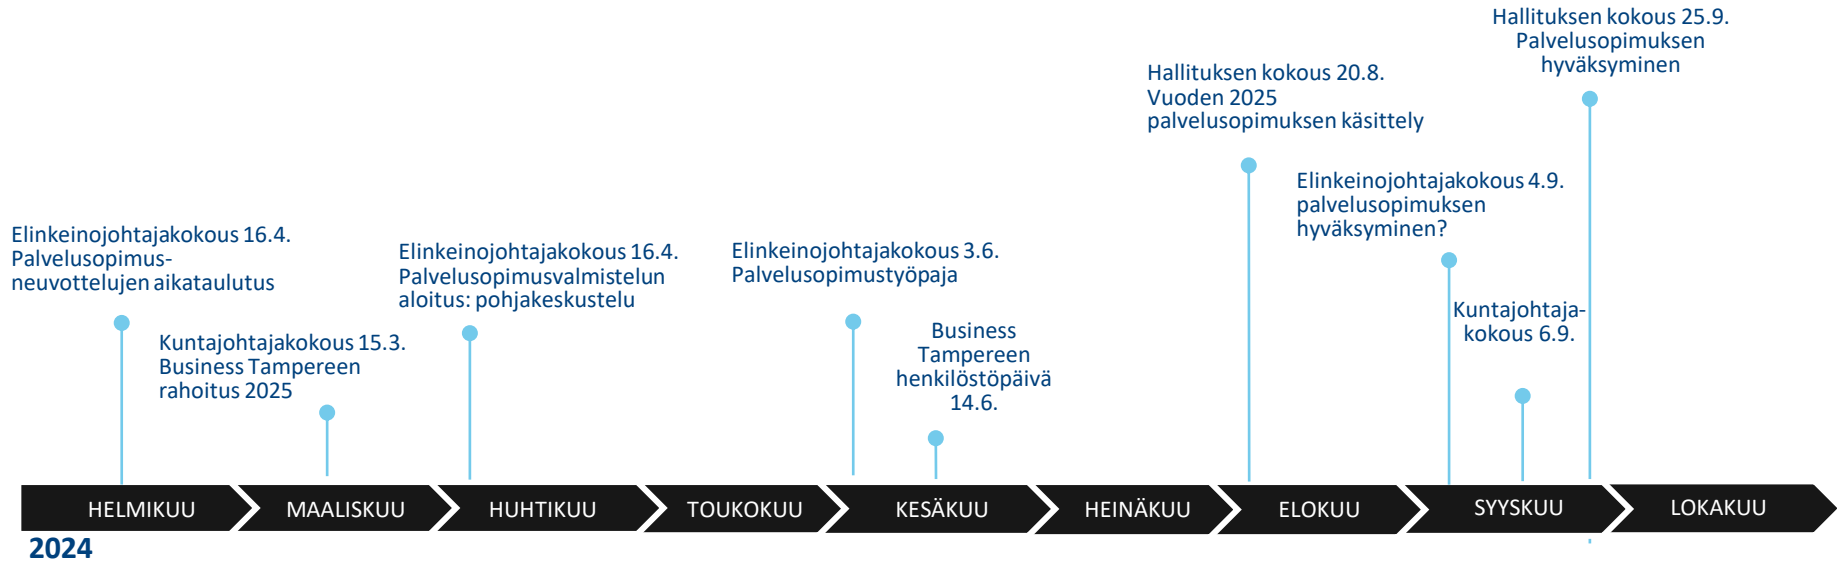 Elinkeinojohtajakokous 16.4.
Palvelusopimus-
neuvottelujen aikataulutus
Kuntajohtajakokous 15.3.
Business Tampereen
rahoitus 2025
Elinkeinojohtajakokous 16.4.
Palvelusopimusvalmistelun
aloitus: pohjakeskustelu
Elinkeinojohtajakokous 3.6.
Palvelusopimustyöpaja
Business
Tampereen
henkilöstöpäivä
14.6.
Hallituksen kokous 20.8.
Vuoden 2025
palvelusopimuksen käsittely
Elinkeinojohtajakokous 4.9.
palvelusopimuksen
hyväksyminen?
Kuntajohtaja-
kokous 6.9.
Hallituksen kokous 25.9.
Palvelusopimuksen
hyväksyminen
HELMIKUU
MAALISKUU
HUHTIKUU
TOUKOKUU
KESÄKUU
HEINÄKUU
ELOKUU
SYYSKUU
LOKAKUU
2024